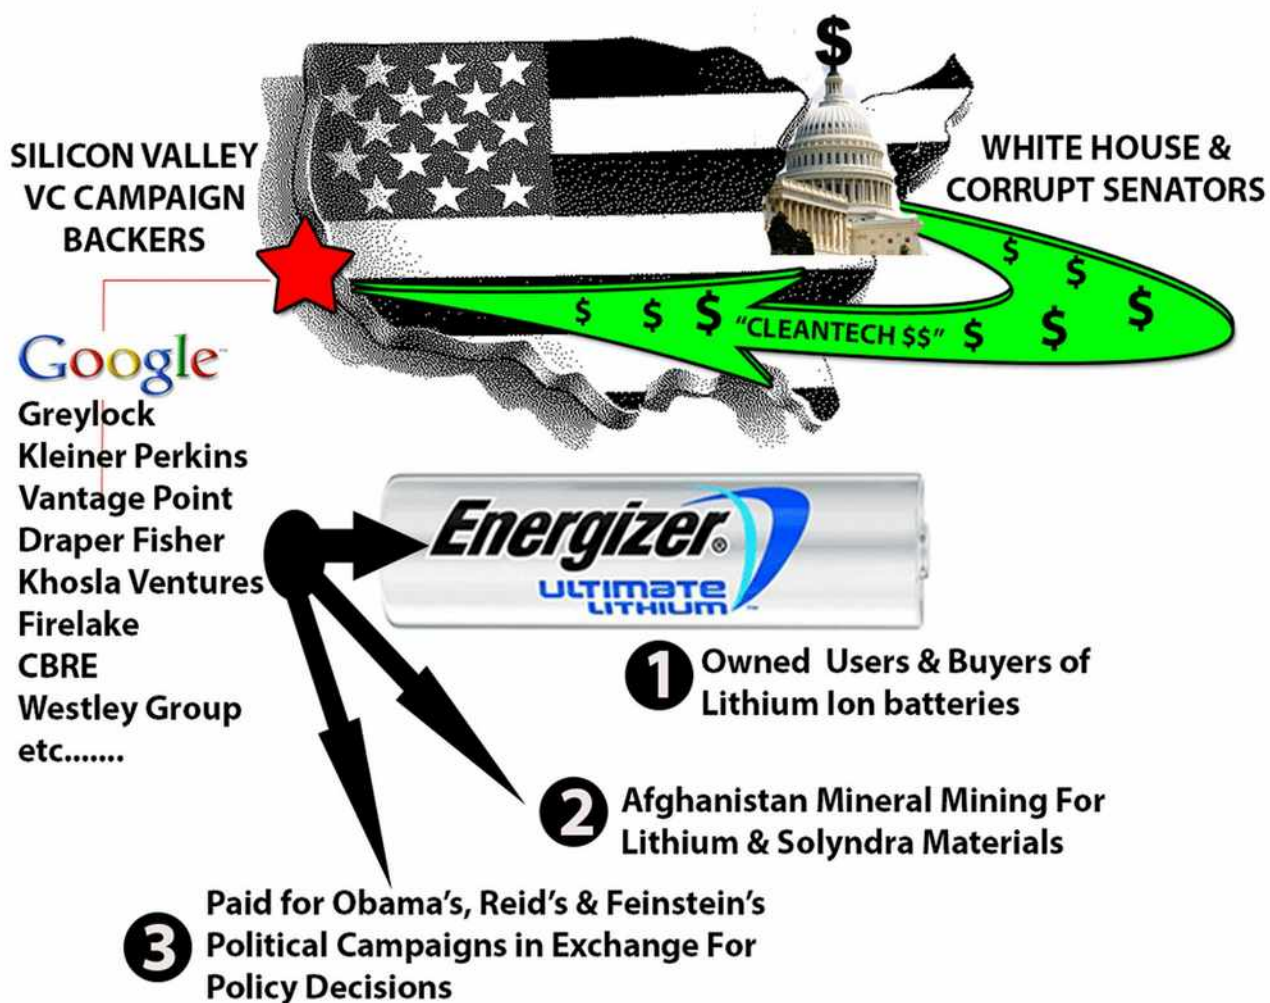 $
SILICON VALLEY
VC CAMPAIGN
BACKERS
WHITE HOUSE &
CORRUPT SENATORS
$ $ $ "CLEANTECH $$" $ $ $ $ $
Google™
Greylock
Kleiner Perkins
Vantage Point
Draper Fisher
Khosla Ventures
Firelake
CBRE
Westley Group
etc.......
Energizer®
ULTIMATE
LITHIUM™
1 Owned Users & Buyers of
Lithium Ion batteries
2 Afghanistan Mineral Mining For
Lithium & Solyndra Materials
3 Paid for Obama's, Reid's & Feinstein's
Political Campaigns in Exchange For
Policy Decisions